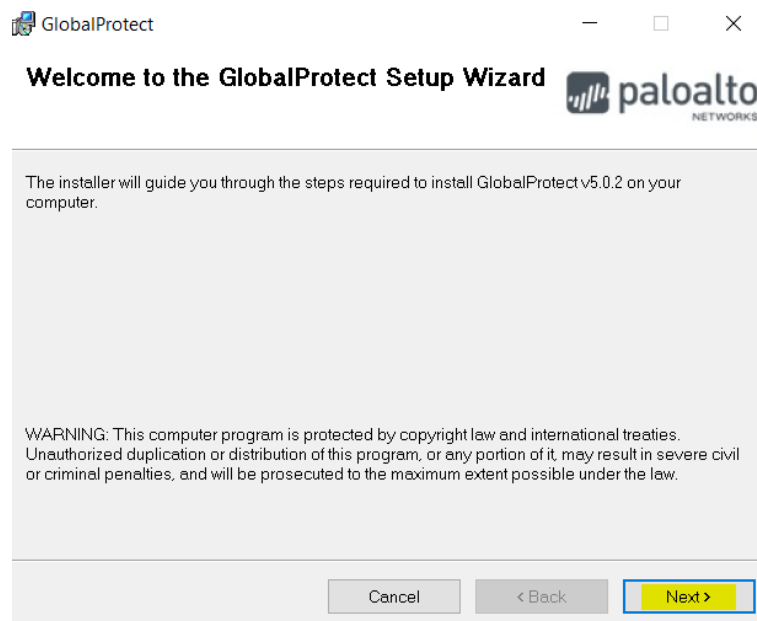 GlobalProtect
Welcome to the GlobalProtect Setup Wizard
paloalto
NETWORKS
The installer will guide you through the steps required to install GlobalProtect v5.0.2 on your
computer.
WARNING: This computer program is protected by copyright law and international treaties.
Unauthorized duplication or distribution of this program, or any portion of it, may result in severe civil
or criminal penalties, and will be prosecuted to the maximum extent possible under the law.
Cancel
< Back
Next >